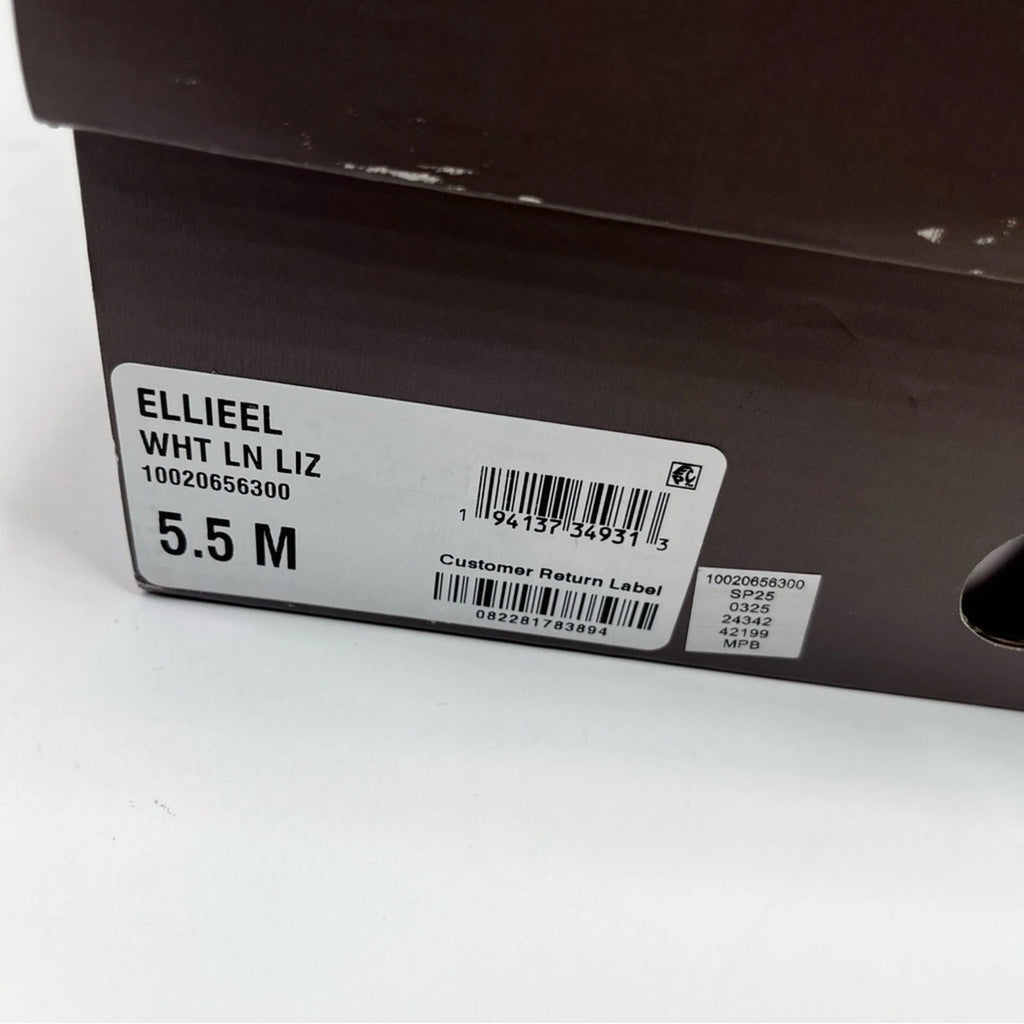 ELLIEEL
WHT LN LIZ
10020656300
5.5 M
1 94137 34931 3
Customer Return Label
082281783894
10020656300
SP25
0325
24342
42199
MPB